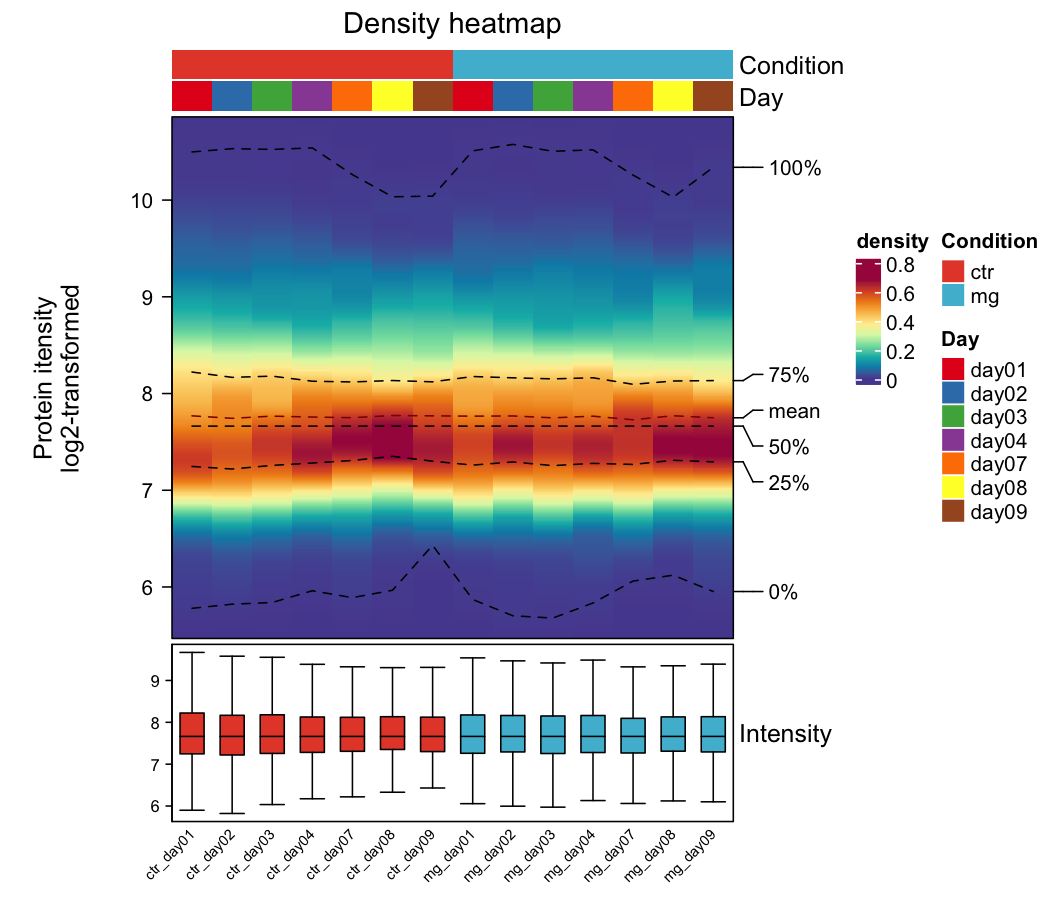 Density heatmap
Condition
Day
100%
10
9
8
7
6
Protein itensity
log2-transformed
75%
mean
50%
25%
0%
density
0.8
0.6
0.4
0.2
0
Condition
ctr
mg
Day
day01
day02
day03
day04
day07
day08
day09
9
8
7
6
Intensity
ctr_day01
ctr_day02
ctr_day03
ctr_day04
ctr_day07
ctr_day08
ctr_day09
mg_day01
mg_day02
mg_day03
mg_day04
mg_day07
mg_day08
mg_day09